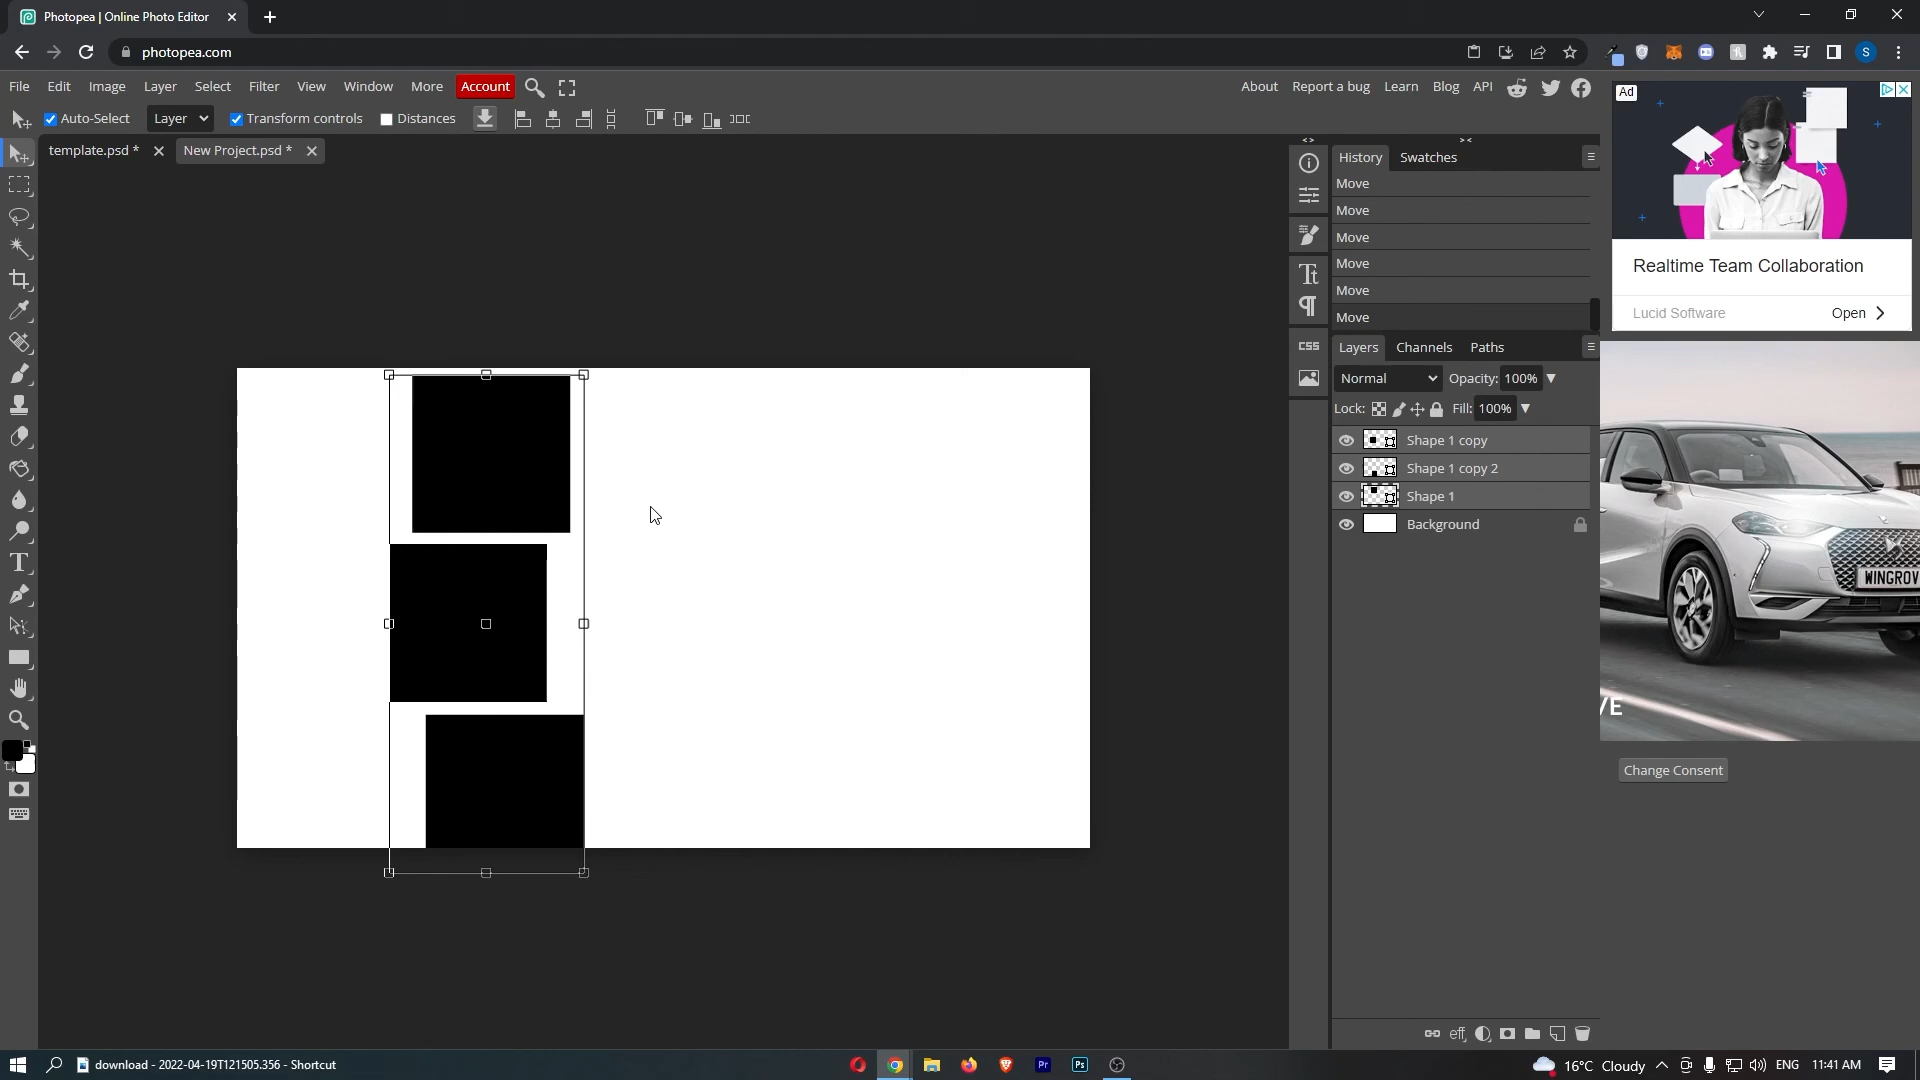 Photopea | Online Photo Editor
photopea.com
S
File Edit Image Layer Select Filter View Window More Account
About Report a bug Learn Blog API
Auto-Select Layer Transform controls Distances
template.psd *
New Project.psd *
History Swatches
Move
Move
Move
Move
Move
Move
Layers Channels Paths
Normal Opacity: 100%
Lock: Fill: 100%
Shape 1 copy
Shape 1 copy 2
Shape 1
Background
CSS
eff
Ad
Realtime Team Collaboration
Lucid Software Open
WINGROV
VE
Change Consent
download - 2022-04-19T121505.356 - Shortcut
Pr
Ps
16°C Cloudy
ENG
11:41 AM